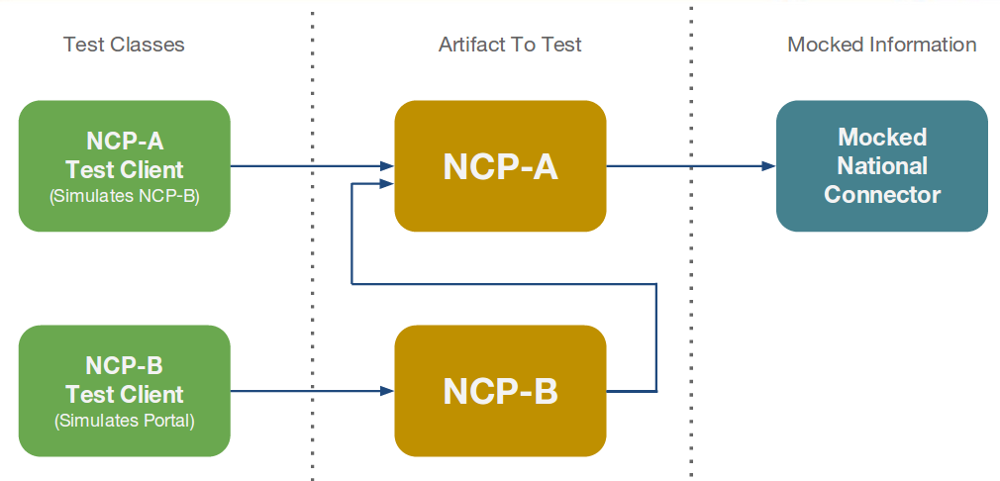 Test Classes
Artifact To Test
Mocked Information
NCP-A
Test Client
(Simulates NCP-B)
NCP-A
Mocked
National
Connector
NCP-B
Test Client
(Simulates Portal)
NCP-B